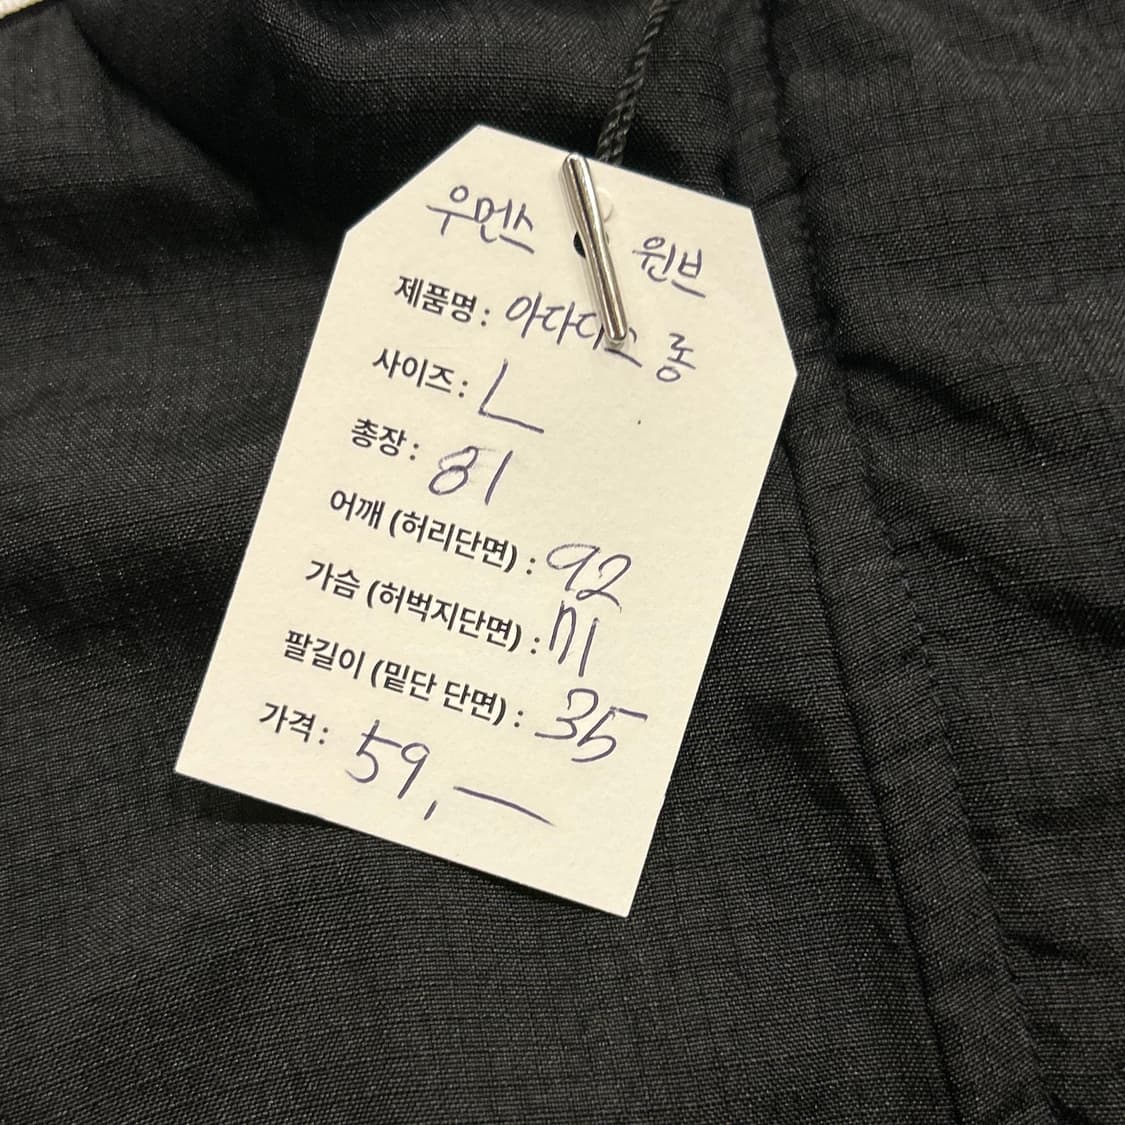 우먼스 윈브
제품명: 아디다스 롱
사이즈: L
총장: 81
어깨 (허리단면) : 92
가슴 (허벅지단면) : 71
팔길이 (밑단 단면) : 35
가격: 59,—